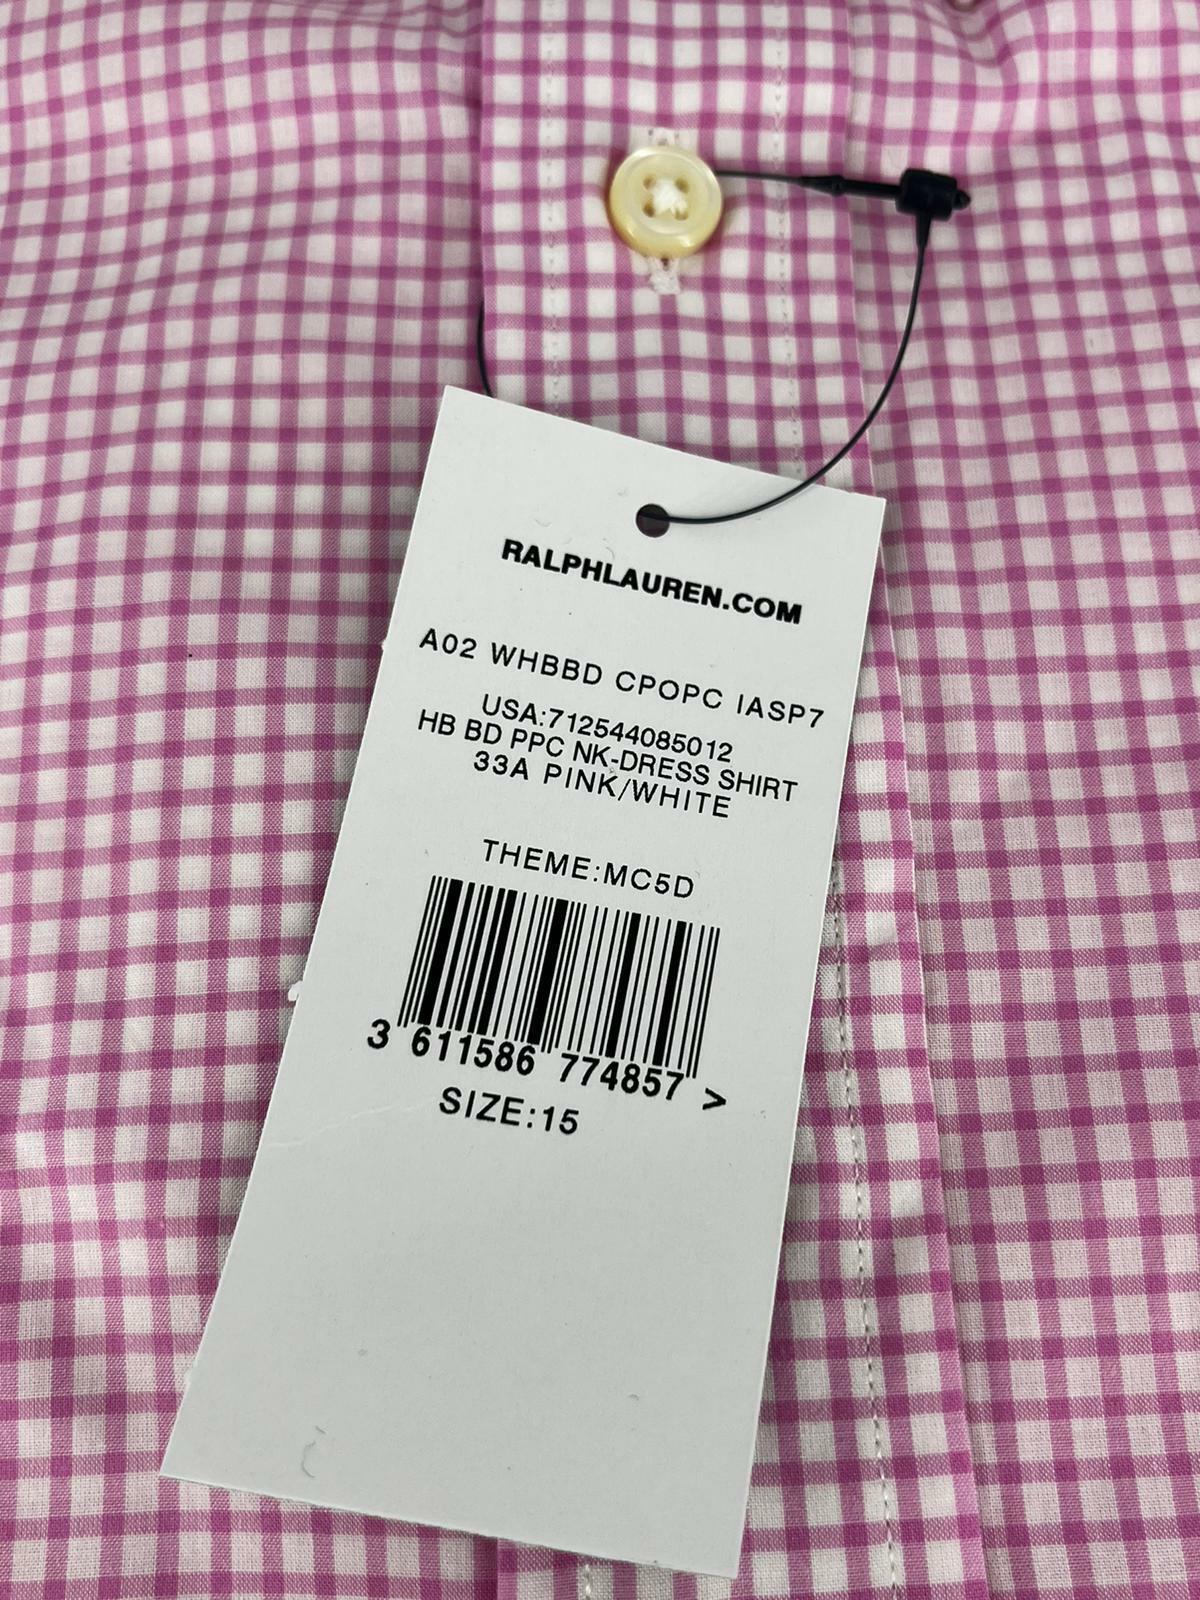 RALPHLAUREN.COM
A02 WHBBD CPOPC IASP7
USA:712544085012
HB BD PPC NK-DRESS SHIRT
33A PINK/WHITE
THEME:MC5D
3 611586 774857 >
SIZE:15